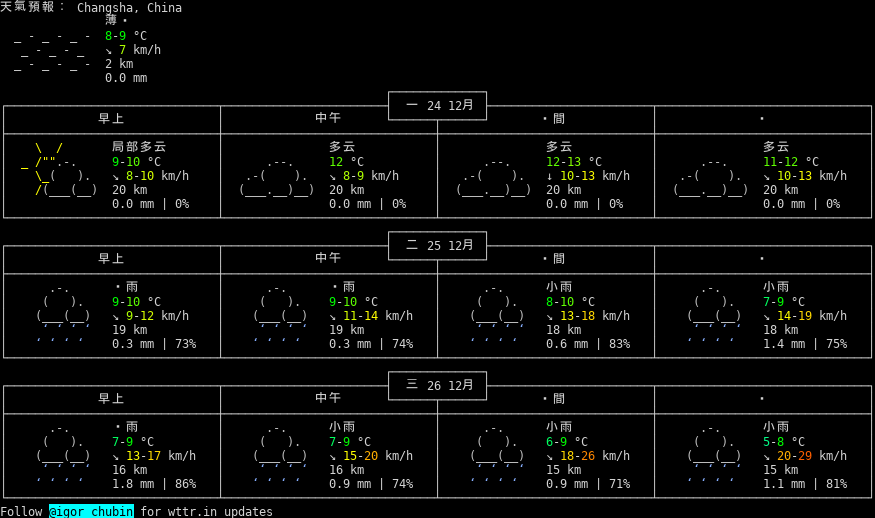 天氣預報： Changsha, China
薄・
8-9 °C
↘ 7 km/h
2 km
0.0 mm
一 24 12月
早上 中午 ・間 ・
局部多云 多云 多云 多云
9-10 °C 12 °C 12-13 °C 11-12 °C
↘ 8-10 km/h ↘ 8-9 km/h ↓ 10-13 km/h ↘ 10-13 km/h
20 km 20 km 20 km 20 km
0.0 mm | 0% 0.0 mm | 0% 0.0 mm | 0% 0.0 mm | 0%
二 25 12月
早上 中午 ・間 ・
・雨 ・雨 小雨 小雨
9-10 °C 9-10 °C 8-10 °C 7-9 °C
↘ 9-12 km/h ↘ 11-14 km/h ↘ 13-18 km/h ↘ 14-19 km/h
19 km 19 km 18 km 18 km
0.3 mm | 73% 0.3 mm | 74% 0.6 mm | 83% 1.4 mm | 75%
三 26 12月
早上 中午 ・間 ・
・雨 小雨 小雨 小雨
7-9 °C 7-9 °C 6-9 °C 5-8 °C
↘ 13-17 km/h ↘ 15-20 km/h ↘ 18-26 km/h ↘ 20-29 km/h
16 km 16 km 15 km 15 km
1.8 mm | 86% 0.9 mm | 74% 0.9 mm | 71% 1.1 mm | 81%
Follow @igor_chubin for wttr.in updates